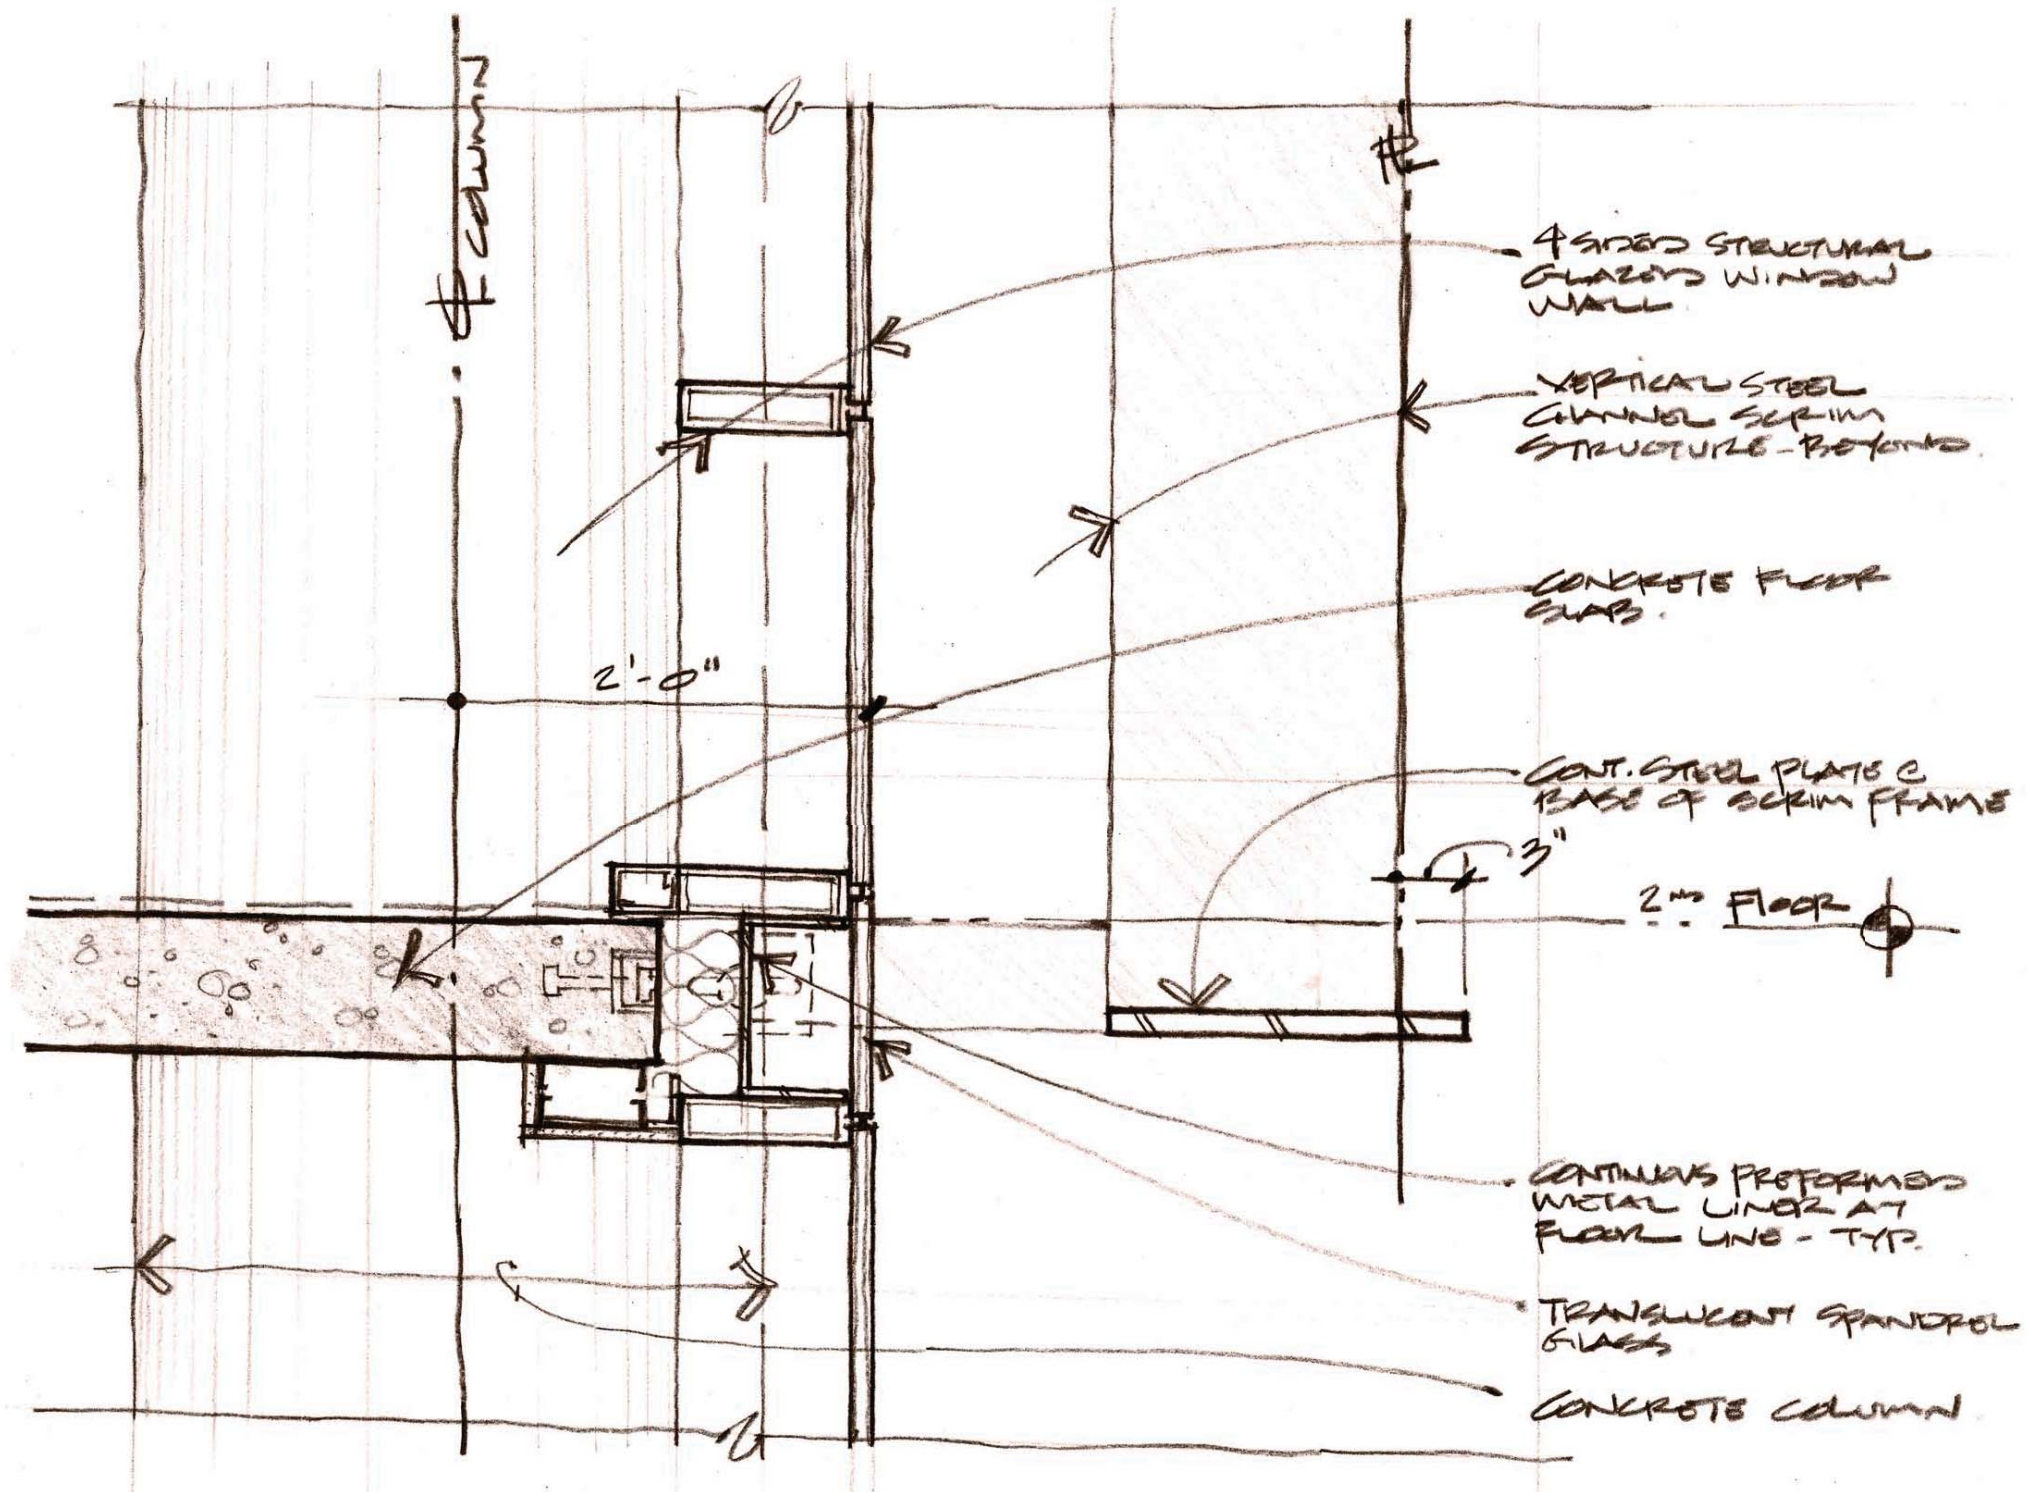 ℄ COLUMN
℄
4 SIDED STRUCTURAL
GLAZED WINDOW
WALL
VERTICAL STEEL
CHANNEL SCRIM
STRUCTURE - BEYOND.
2'-0"
CONCRETE FLOOR
SLAB.
CONT. STEEL PLATE @
BASE OF SCRIM FRAME
3"
2ND FLOOR
CONTINUOUS PREFORMED
METAL LINER AT
FLOOR LINE - TYP.
TRANSLUCENT SPANDREL
GLASS
CONCRETE COLUMN